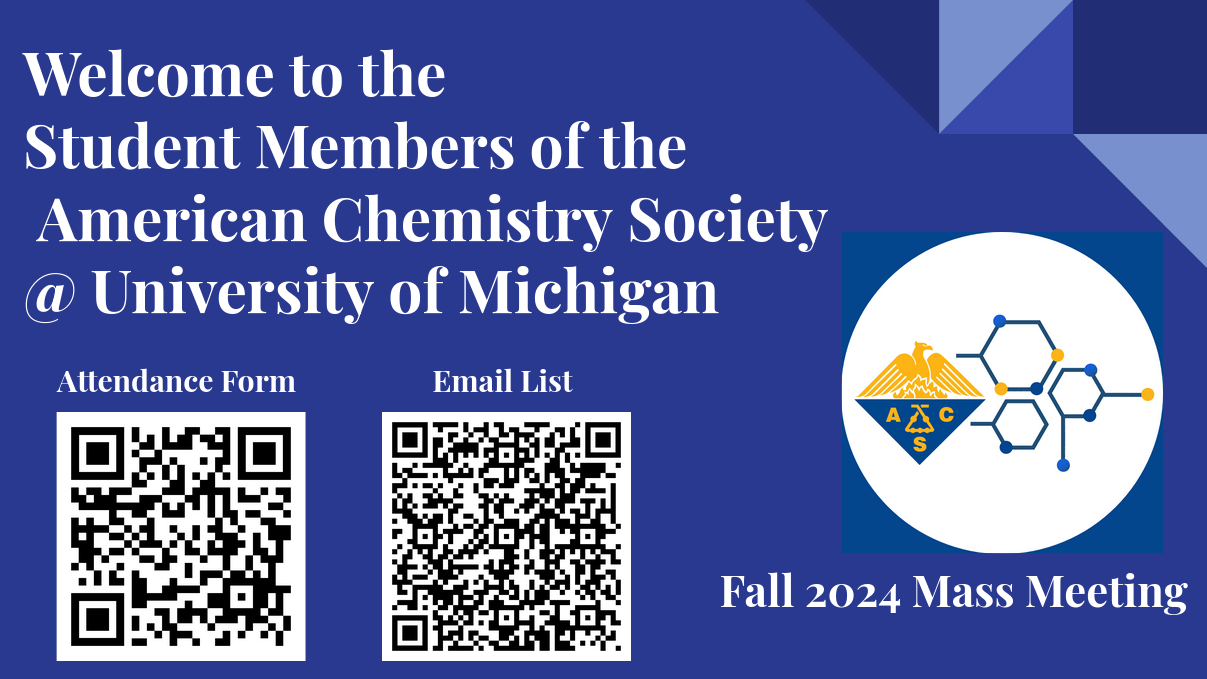 Welcome to the
Student Members of the
American Chemistry Society
@ University of Michigan
Attendance Form
Email List
A C
S
Fall 2024 Mass Meeting